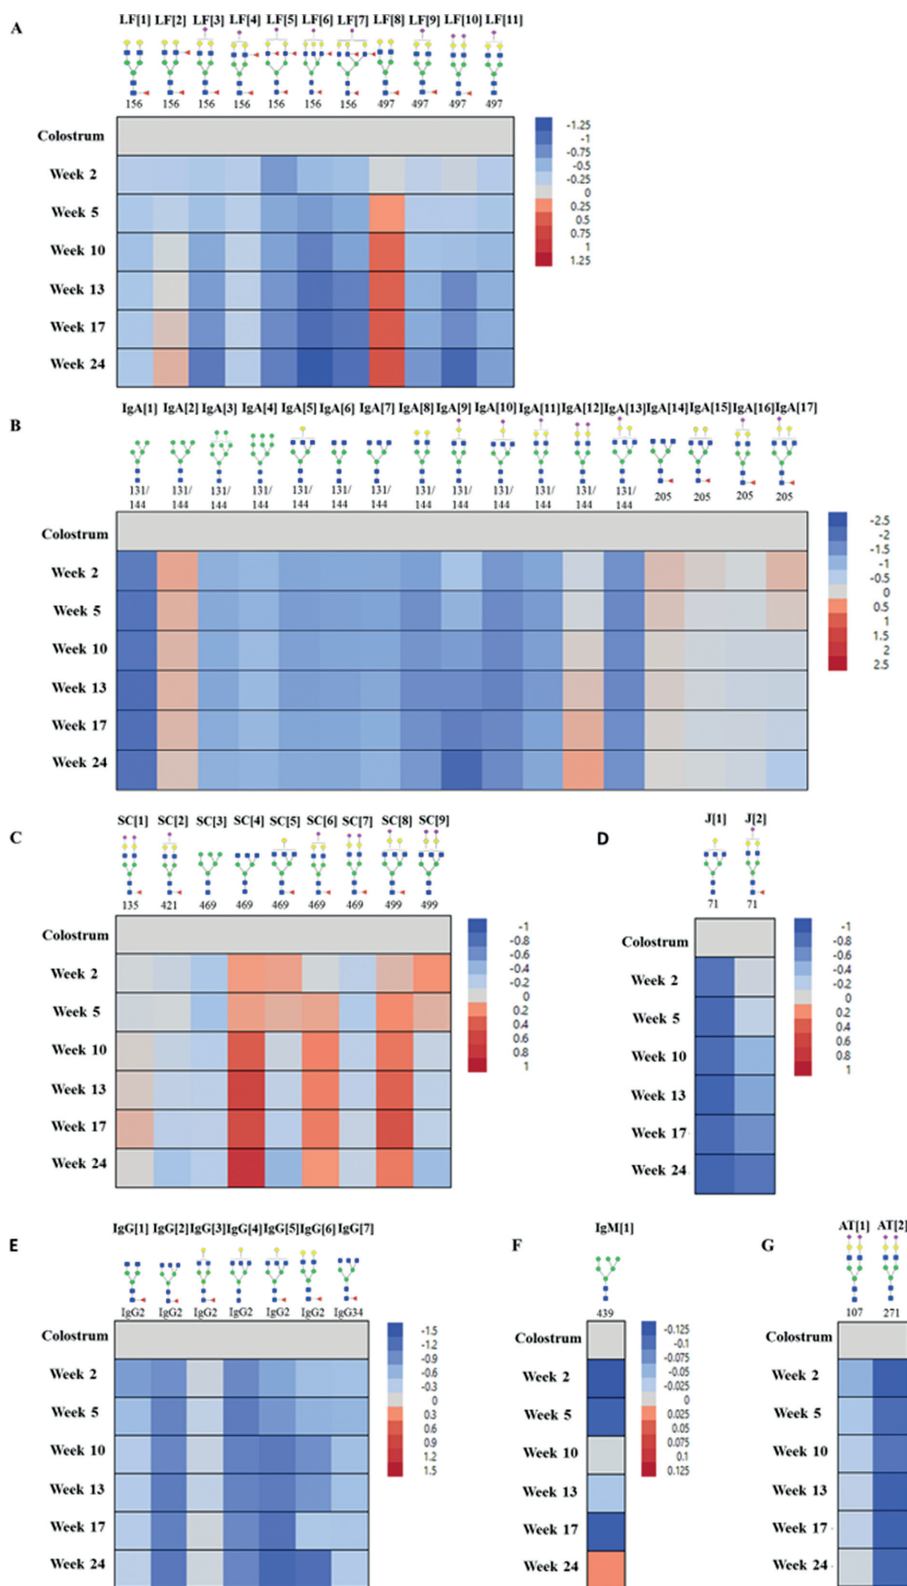 A
LF[1] LF[2] LF[3] LF[4] LF[5] LF[6] LF[7] LF[8] LF[9] LF[10] LF[11]
156 156 156 156 156 156 156 497 497 497 497
Colostrum
Week 2
Week 5
Week 10
Week 13
Week 17
Week 24
-1.25
-1
-0.75
-0.5
-0.25
0
0.25
0.5
0.75
1
1.25
B
IgA[1] IgA[2] IgA[3] IgA[4] IgA[5] IgA[6] IgA[7] IgA[8] IgA[9] IgA[10] IgA[11] IgA[12] IgA[13] IgA[14] IgA[15] IgA[16] IgA[17]
131/ 131/ 131/ 131/ 131/ 131/ 131/ 131/ 131/ 131/ 131/ 131/ 131/ 205 205 205 205
144 144 144 144 144 144 144 144 144 144 144 144 144
Colostrum
Week 2
Week 5
Week 10
Week 13
Week 17
Week 24
-2.5
-2
-1.5
-1
-0.5
0
0.5
1
1.5
2
2.5
C
SC[1] SC[2] SC[3] SC[4] SC[5] SC[6] SC[7] SC[8] SC[9]
135 421 469 469 469 469 469 499 499
Colostrum
Week 2
Week 5
Week 10
Week 13
Week 17
Week 24
-1
-0.8
-0.6
-0.4
-0.2
0
0.2
0.4
0.6
0.8
1
D
J[1] J[2]
71 71
Colostrum
Week 2
Week 5
Week 10
Week 13
Week 17
Week 24
-1
-0.8
-0.6
-0.4
-0.2
0
0.2
0.4
0.6
0.8
1
E
IgG[1] IgG[2] IgG[3] IgG[4] IgG[5] IgG[6] IgG[7]
IgG2 IgG2 IgG2 IgG2 IgG2 IgG2 IgG34
Colostrum
Week 2
Week 5
Week 10
Week 13
Week 17
Week 24
-1.5
-1.2
-0.9
-0.6
-0.3
0
0.3
0.6
0.9
1.2
1.5
F
IgM[1]
439
Colostrum
Week 2
Week 5
Week 10
Week 13
Week 17
Week 24
-0.125
-0.1
-0.075
-0.05
-0.025
0
0.025
0.05
0.075
0.1
0.125
G
AT[1] AT[2]
107 271
Colostrum
Week 2
Week 5
Week 10
Week 13
Week 17
Week 24